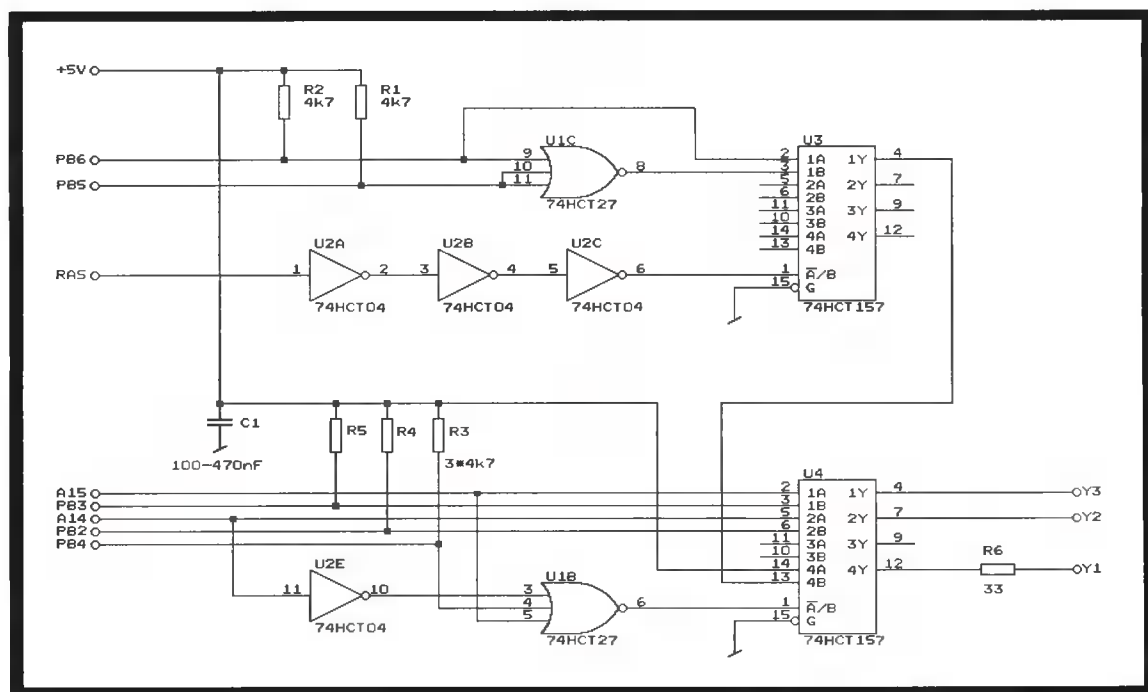 +5V
R2
4k7
R1
4k7
PB6
PB5
U1C
9
10
11
8
74HCT27
U3
2 1A 1Y 4
3 1B
2A 2Y 7
6 2B
11 3A 3Y 9
10 3B
14 4A 4Y 12
13 4B
1 A/B
15 G
74HCT157
RAS
U2A
1 2
74HCT04
U2B
3 4
74HCT04
U2C
5 6
74HCT04
C1
100-470nF
R5
R4
R3
3*4k7
A15
PB3
A14
PB2
PB4
U2E
11 10
74HCT04
U1B
3
4
5
6
74HCT27
U4
2 1A 1Y 4
3 1B
5 2A 2Y 7
6 2B
11 3A 3Y 9
10 3B
14 4A 4Y 12
13 4B
1 A/B
15 G
74HCT157
Y3
Y2
R6
33
Y1